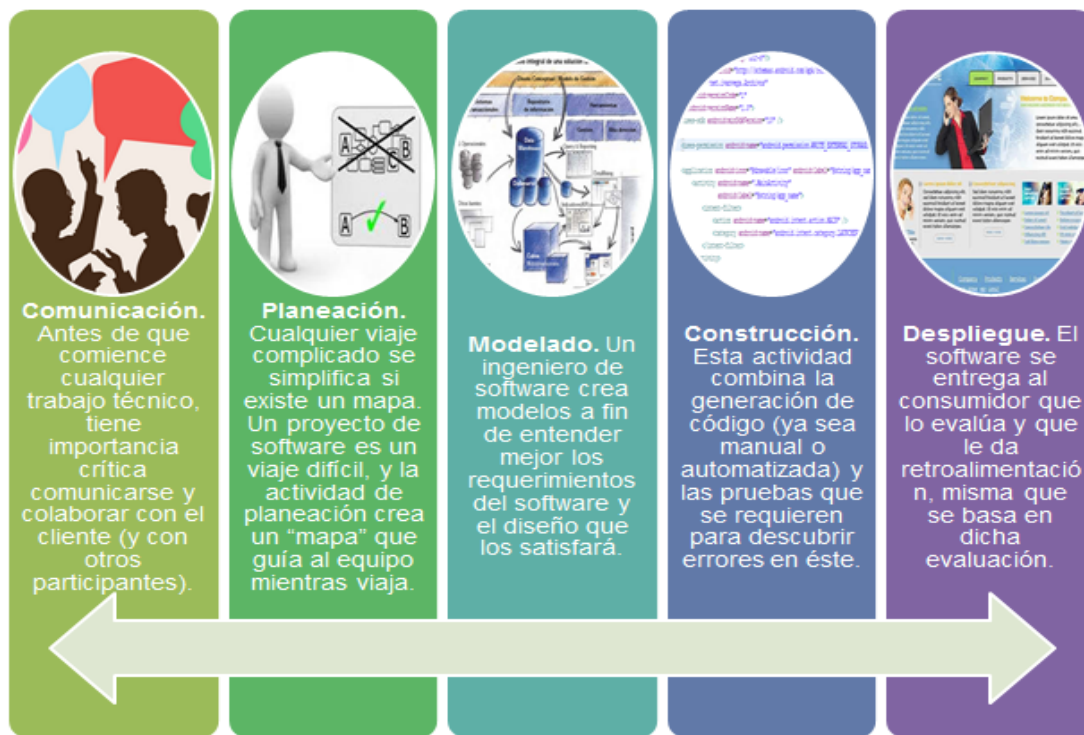 Comunicación.
Antes de que
comience
cualquier
trabajo técnico,
tiene
importancia
crítica
comunicarse y
colaborar con el
cliente (y con
otros
participantes).
A
B
A
B
Planeación.
Cualquier viaje
complicado se
simplifica si
existe un mapa.
Un proyecto de
software es un
viaje difícil, y la
actividad de
planeación crea
un “mapa” que
guía al equipo
mientras viaja.
integral de una solución
Modelado. Un
ingeniero de
software crea
modelos a fin
de entender
mejor los
requerimientos
del software y
el diseño que
los satisfará.
Construcción.
Esta actividad
combina la
generación de
código (ya sea
manual o
automatizada) y
las pruebas que
se requieren
para descubrir
errores en éste.
Despliegue. El
software se
entrega al
consumidor que
lo evalúa y que
le da
retroalimentació
n, misma que
se basa en
dicha
evaluación.